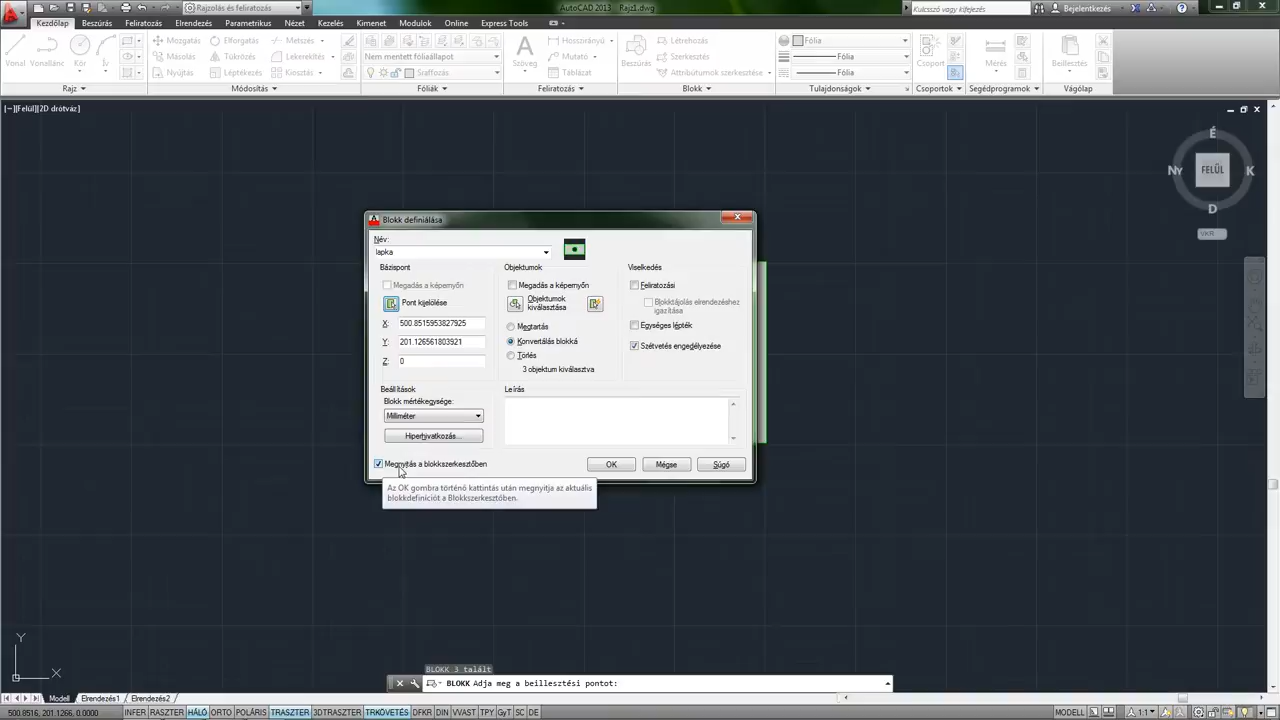 Rajzolás és feliratozás
AutoCAD 2013 Rajz1.dwg
Kulcsszó vagy kifejezés
Bejelentkezés
Kezdőlap Beszúrás Feliratozás Elrendezés Parametrikus Nézet Kezelés Kimenet Modulok Online Express Tools
Vonal Vonallánc Kör Ív
Mozgatás Elforgatás Metszés
Másolás Tükrözés Lekerekítés
Nyújtás Léptékezés Kiosztás
Nem mentett fóliaállapot
Sraffozás
Szöveg
Hosszirányú
Mutató
Táblázat
Beszúrás
Létrehozás
Szerkesztés
Attribútumok szerkesztése
Fólia
Fólia
Fólia
Csoport
Mérés
Beillesztés
Rajz Módosítás Fóliák Feliratozás Blokk Tulajdonságok Csoportok Segédprogramok Vágólap
[−][Felül][2D drótváz]
É
NY FELÜL K
D
VKR
Blokk definiálása
Név:
lapka
Bázispont
Megadás a képernyőn
Pont kijelölése
X: 500.8515953827925
Y: 201.126561803921
Z: 0
Objektumok
Megadás a képernyőn
Objektumok kiválasztása
Megtartás
Konvertálás blokká
Törlés
3 objektum kiválasztva
Viselkedés
Feliratozási
Blokktájolás elrendezéshez igazítása
Egységes lépték
Szétvetés engedélyezése
Beállítások
Blokk mértékegysége:
Milliméter
Hiperhivatkozás...
Leírás
Megnyitás a blokkszerkesztőben
OK Mégse Súgó
Az OK gombra történő kattintás után megnyitja az aktuális
blokkdefiníciót a Blokkszerkesztőben.
Y
X
BLOKK 3 talált
BLOKK Adja meg a beillesztési pontot:
Modell Elrendezés1 Elrendezés2
500.8516, 201.1266, 0.0000 INFER RASZTER HÁLÓ ORTO POLÁRIS TRASZTER 3DTRASZTER TRKÖVETÉS DFKR DIN VVAST TPY GyT SC DE MODELL 1:1